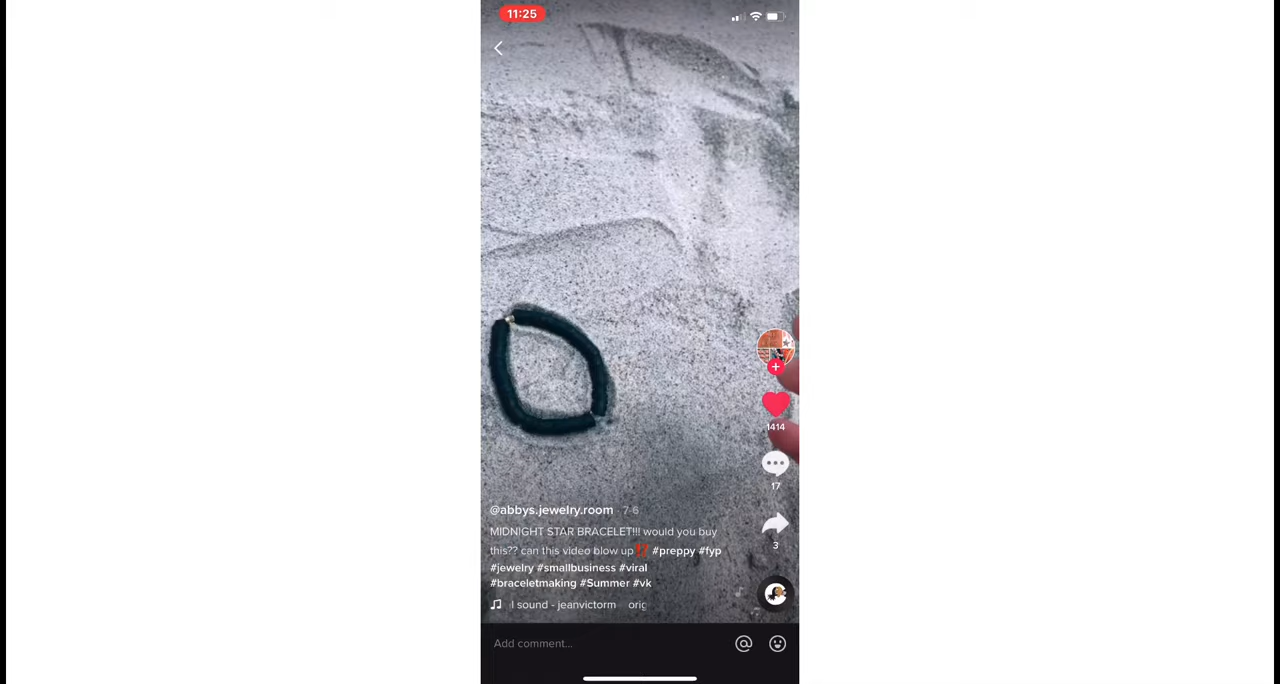 11:25
@abbys.jewelry.room · 7-6
MIDNIGHT STAR BRACELET!!! would you buy
this?? can this video blow up⁉️ #preppy #fyp
#jewelry #smallbusiness #viral
#braceletmaking #Summer #vk
l sound - jeanvictorm orig
1414
17
3
Add comment...